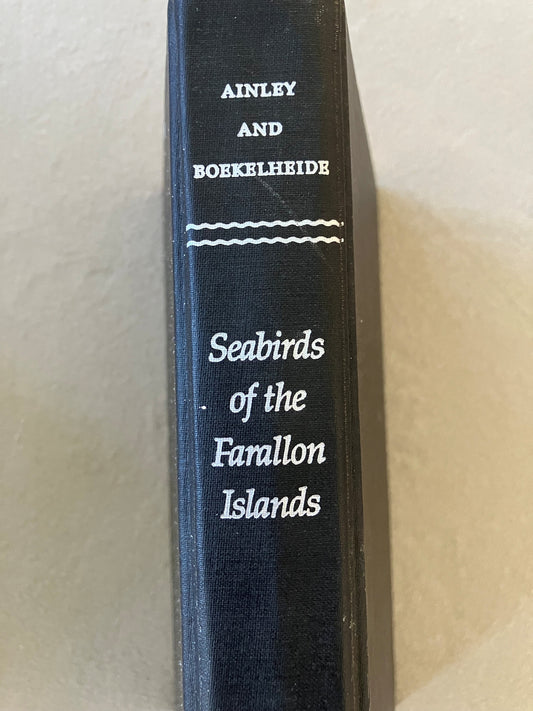 AINLEY
AND
BOEKELHEIDE
Seabirds
of the
Farallon
Islands